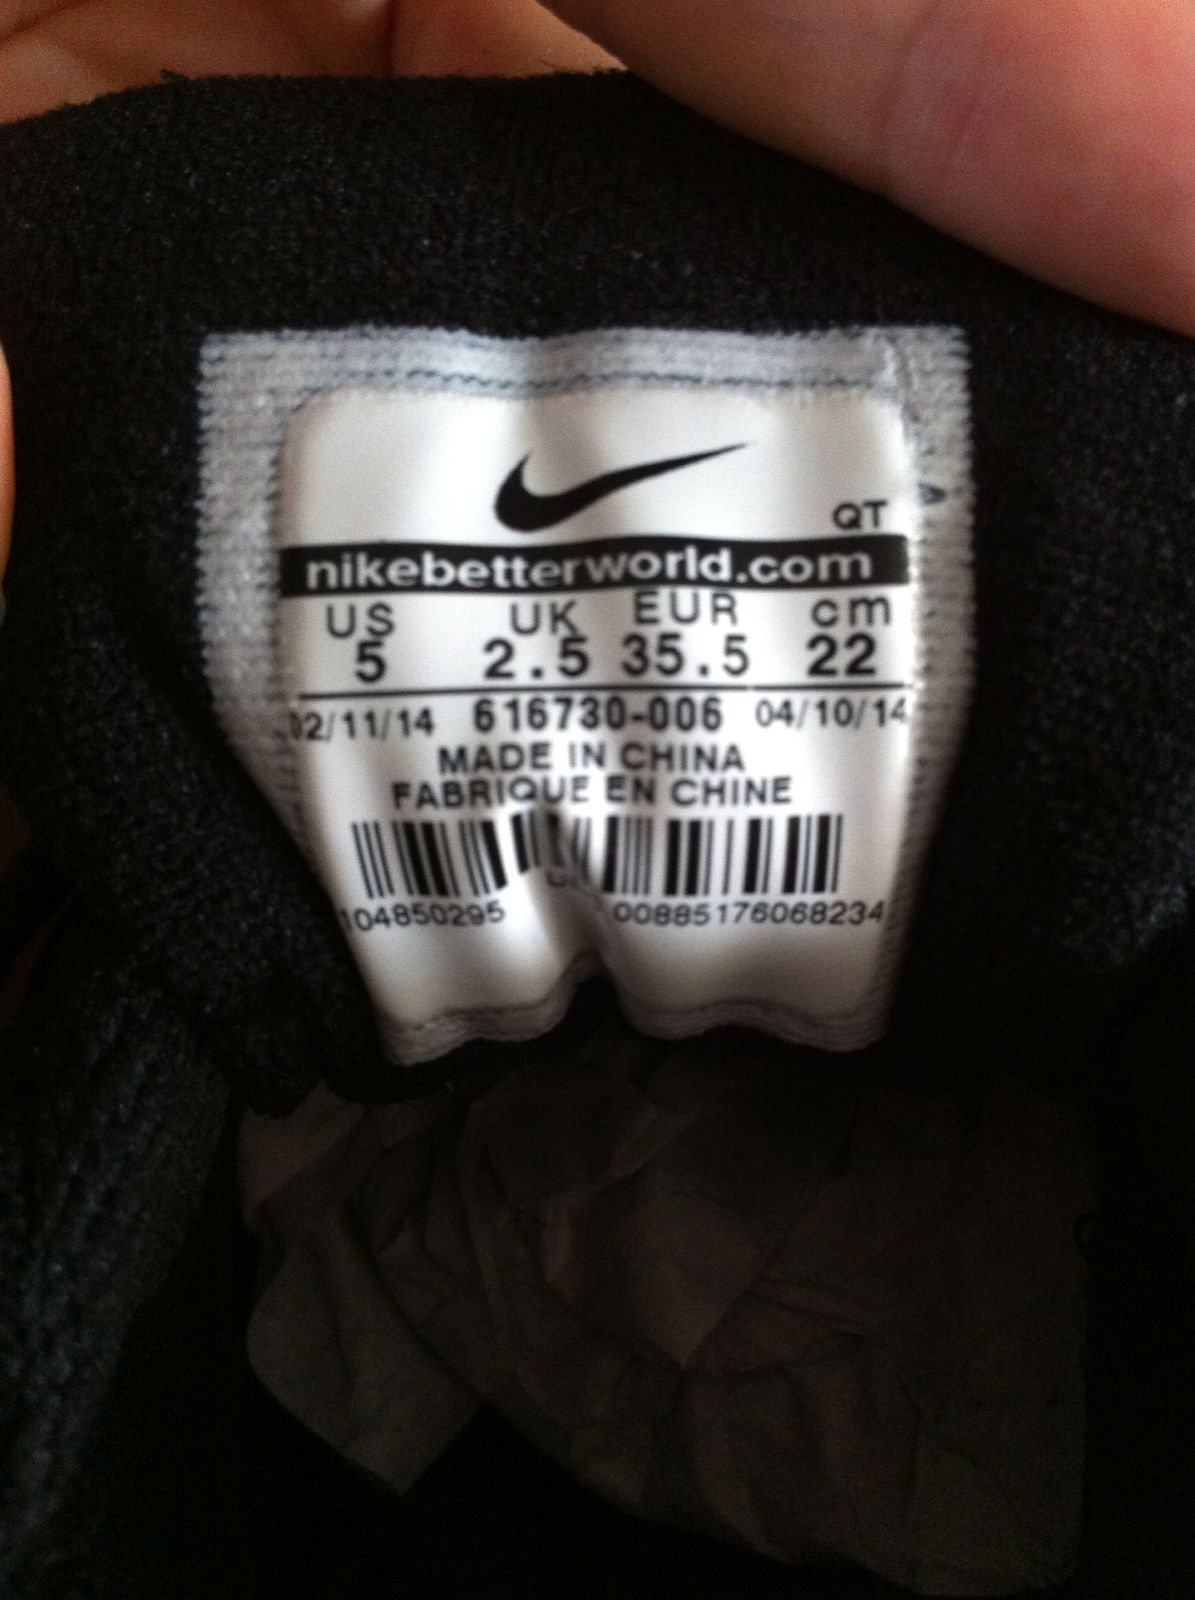 QT
nikebetterworld.com
US UK EUR cm
5 2.5 35.5 22
02/11/14 616730-006 04/10/14
MADE IN CHINA
FABRIQUE EN CHINE
104850295 00885176068234